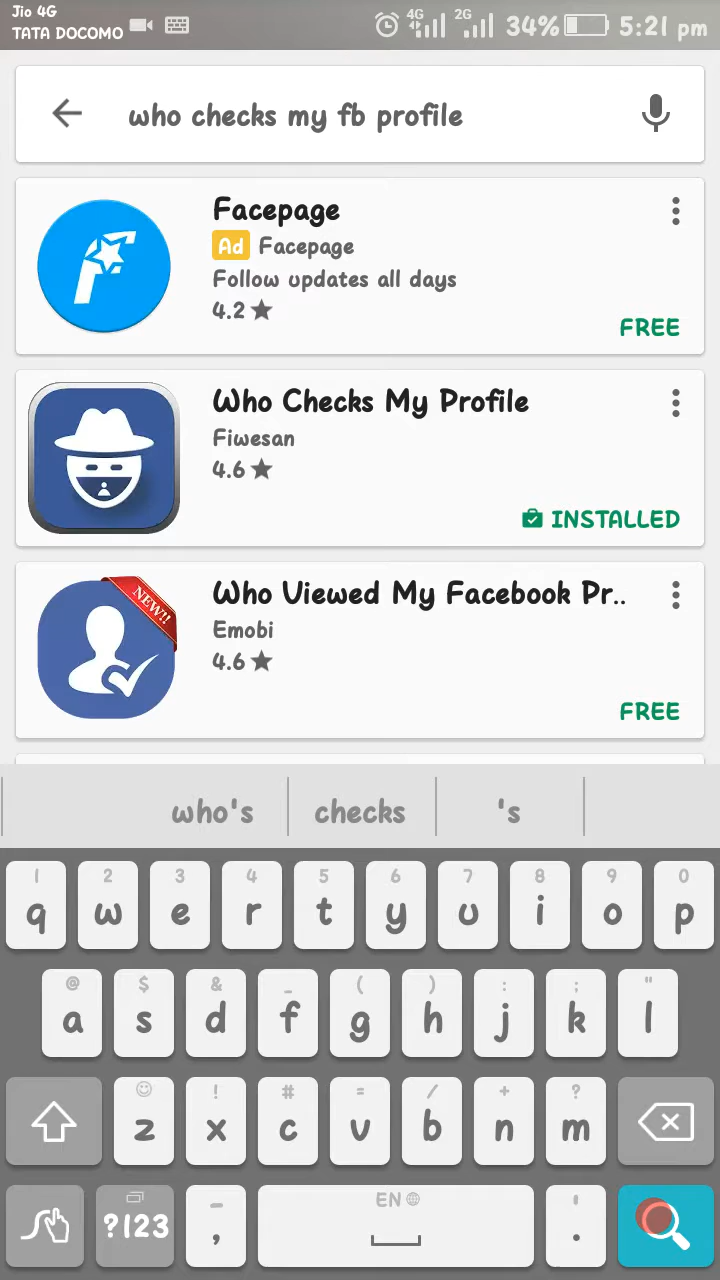 Jio 4G
TATA DOCOMO
4G 2G 34% 5:21 pm
who checks my fb profile
Facepage
Ad Facepage
Follow updates all days
4.2★
FREE
Who Checks My Profile
Fiwesan
4.6★
INSTALLED
NEW!!
Who Viewed My Facebook Pr..
Emobi
4.6★
FREE
who's checks 's
1 2 3 4 5 6 7 8 9 0
q w e r t y u i o p
@ $ & _ ( ) : ; "
a s d f g h j k l
! # = / + ?
z x c v b n m
EN
?123 , .